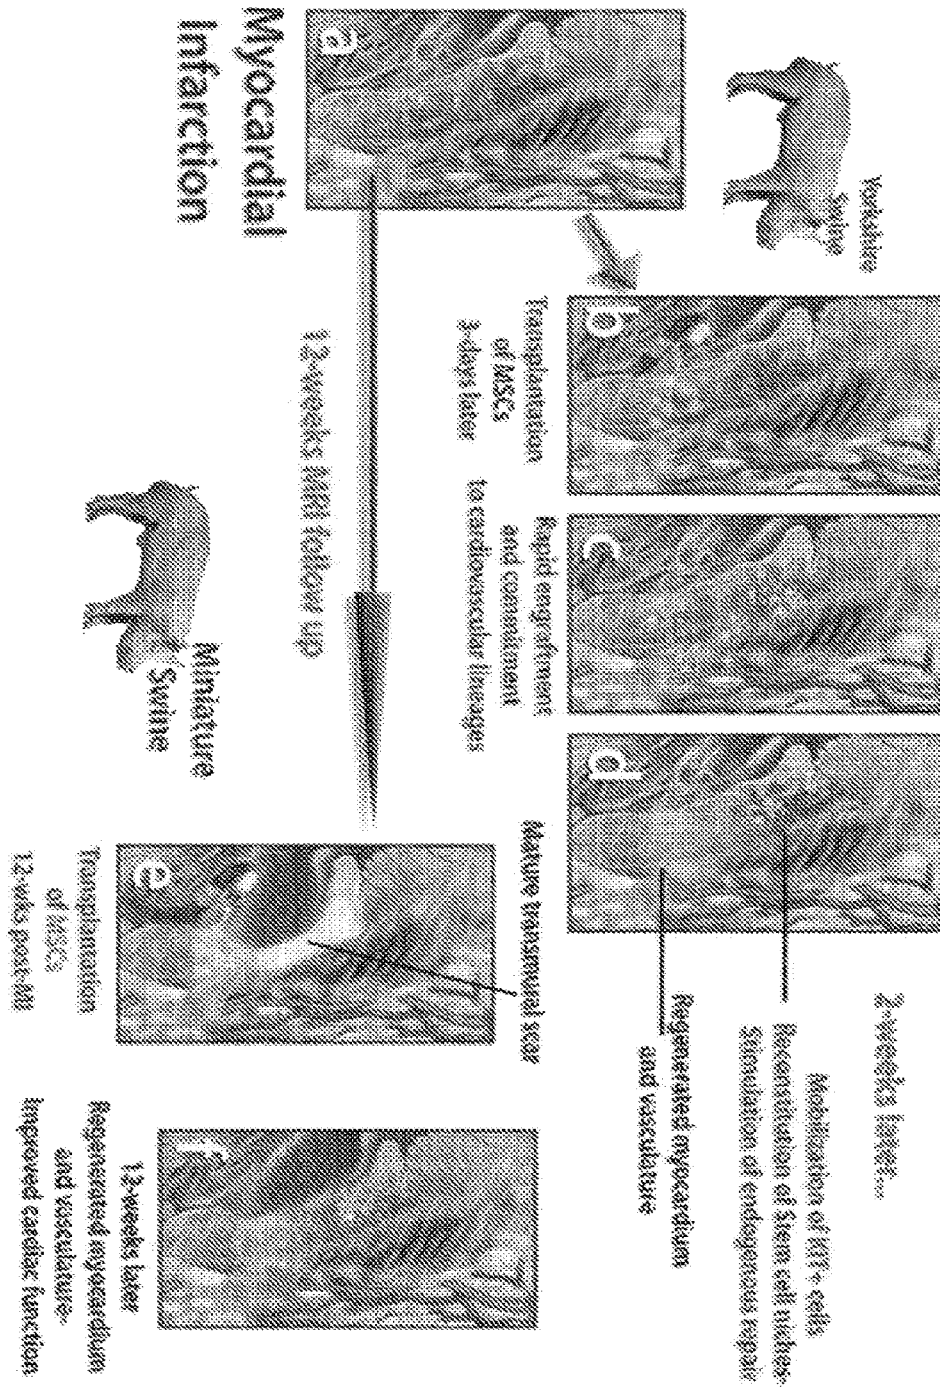 Yorkshire
Swine
a
Myocardial
Infarction
b
Transplantation
of MSCs
3-days later
c
Rapid engraftment
and commitment
to cardiovascular lineages
d
2-weeks later...
Mobilization of KIT+ cells
Reconstitution of Stem cell niches-
Stimulation of endogenous repair
Regenerated myocardium
and vasculature
12-weeks MRI follow up
Miniature
Swine
Mature transmural scar
e
Transplantation
of MSCs
12-wks post-MI
f
12-weeks later
Regenerated myocardium
and vasculature-
Improved cardiac function